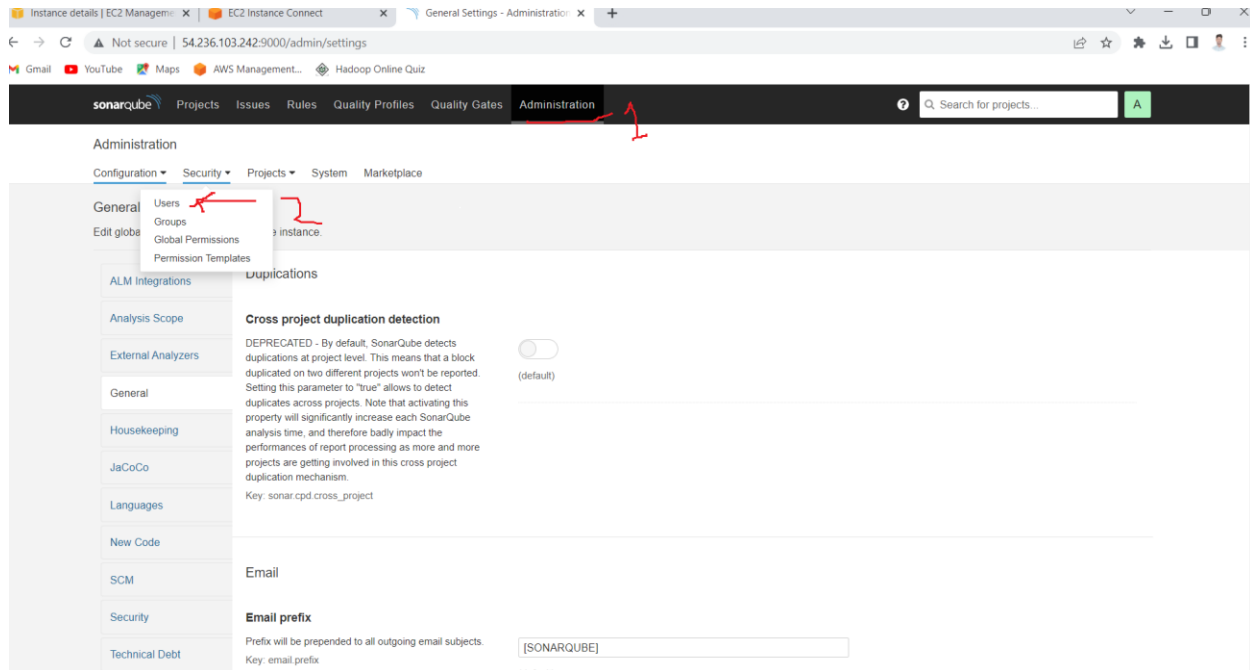 Instance details | EC2 Manageme
EC2 Instance Connect
General Settings - Administration
Not secure | 54.236.103.242:9000/admin/settings
Gmail YouTube Maps AWS Management... Hadoop Online Quiz
sonarqube Projects Issues Rules Quality Profiles Quality Gates Administration 1 ? Search for projects... A
Administration
Configuration Security Projects System Marketplace
General
Users 2
Groups
Edit globa
Global Permissions
instance.
Permission Templates
ALM Integrations
Analysis Scope
External Analyzers
General
Housekeeping
JaCoCo
Languages
New Code
SCM
Security
Technical Debt
Duplications
Cross project duplication detection
DEPRECATED - By default, SonarQube detects
duplications at project level. This means that a block
duplicated on two different projects won't be reported.
Setting this parameter to "true" allows to detect
duplicates across projects. Note that activating this
property will significantly increase each SonarQube
analysis time, and therefore badly impact the
performances of report processing as more and more
projects are getting involved in this cross project
duplication mechanism.
Key: sonar.cpd.cross_project
(default)
Email
Email prefix
Prefix will be prepended to all outgoing email subjects.
Key: email.prefix
[SONARQUBE]